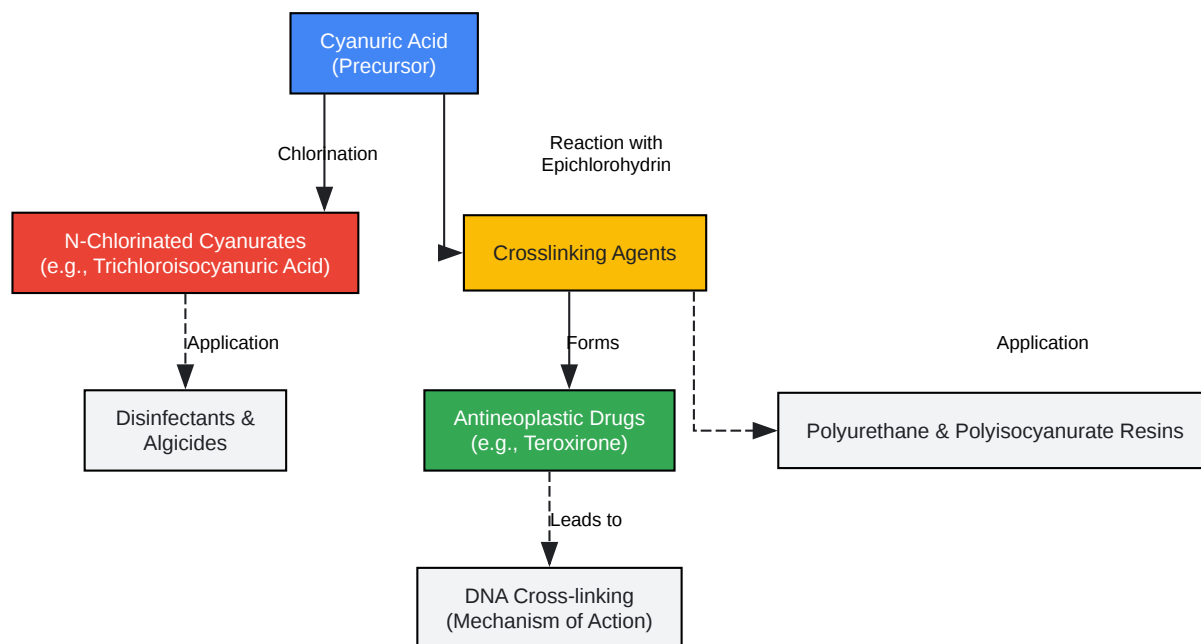 Cyanuric Acid
(Precursor)
Chlorination
Reaction with
Epichlorohydrin
N-Chlorinated Cyanurates
(e.g., Trichloroisocyanuric Acid)
Crosslinking Agents
Application
Forms
Application
Disinfectants &
Algicides
Antineoplastic Drugs
(e.g., Teroxirone)
Polyurethane & Polyisocyanurate Resins
Leads to
DNA Cross-linking
(Mechanism of Action)